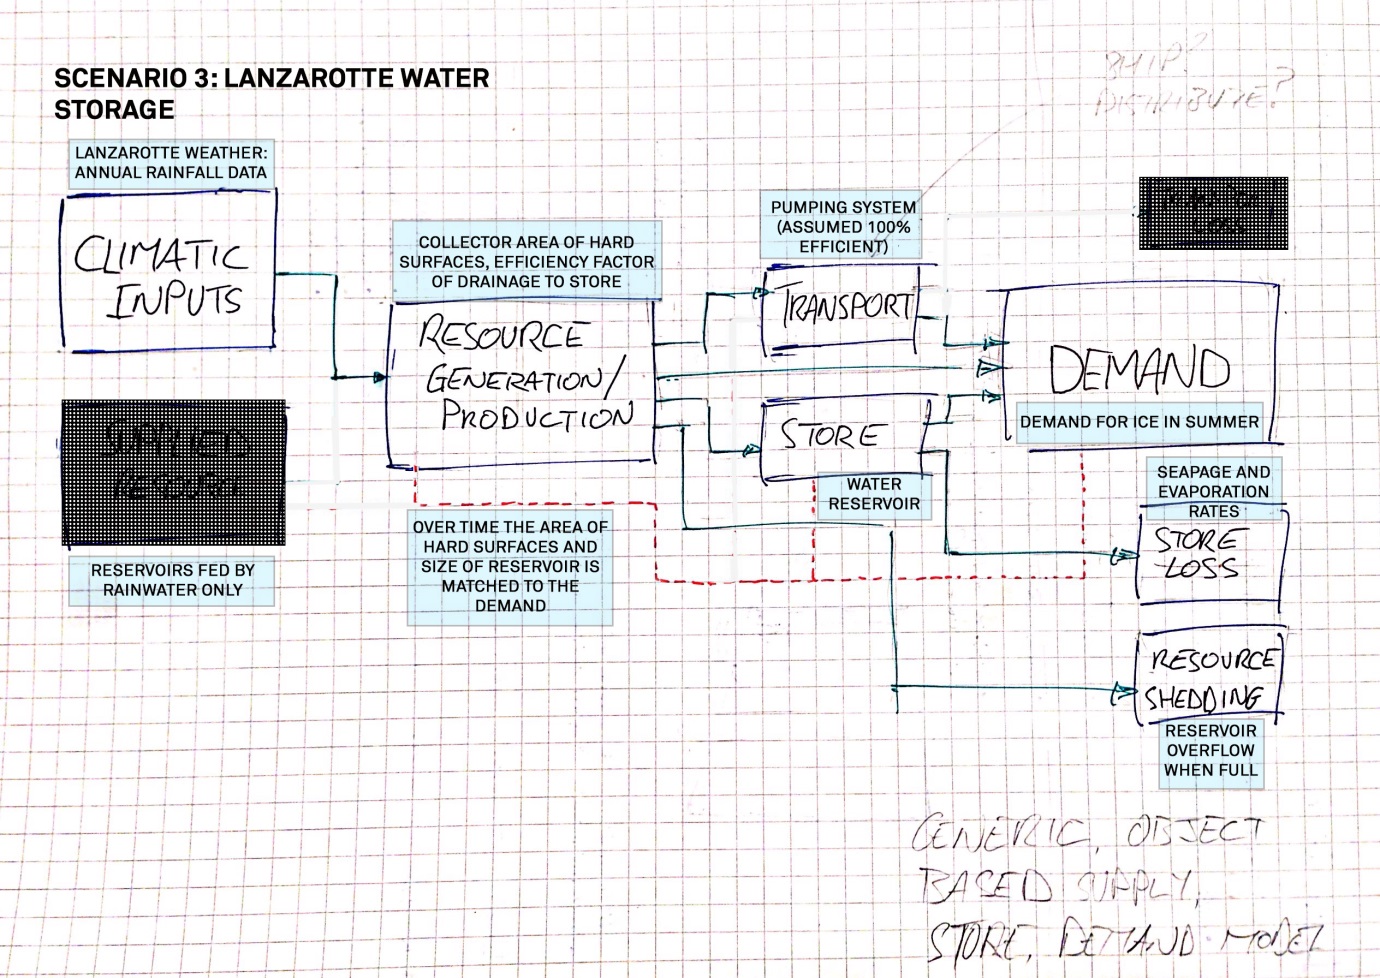 SCENARIO 3: LANZAROTTE WATER
STORAGE
SHIP?
DISTRIBUTE?
LANZAROTTE WEATHER:
ANNUAL RAINFALL DATA
CLIMATIC
INPUTS
COLLECTOR AREA OF HARD
SURFACES, EFFICIENCY FACTOR
OF DRAINAGE TO STORE
RESOURCE
GENERATION/
PRODUCTION
PUMPING SYSTEM
(ASSUMED 100%
EFFICIENT)
TRANSPORT
TRANSPORT
LOSS
DEMAND
DEMAND FOR ICE IN SUMMER
STORE
WATER
RESERVOIR
SUPPLIED
RESOURCE
RESERVOIRS FED BY
RAINWATER ONLY
OVER TIME THE AREA OF
HARD SURFACES AND
SIZE OF RESERVOIR IS
MATCHED TO THE
DEMAND
SEAPAGE AND
EVAPORATION
RATES
STORE
LOSS
RESOURCE
SHEDDING
RESERVOIR
OVERFLOW
WHEN FULL
GENERIC, OBJECT
BASED SUPPLY,
STORE, DEMAND MODEL